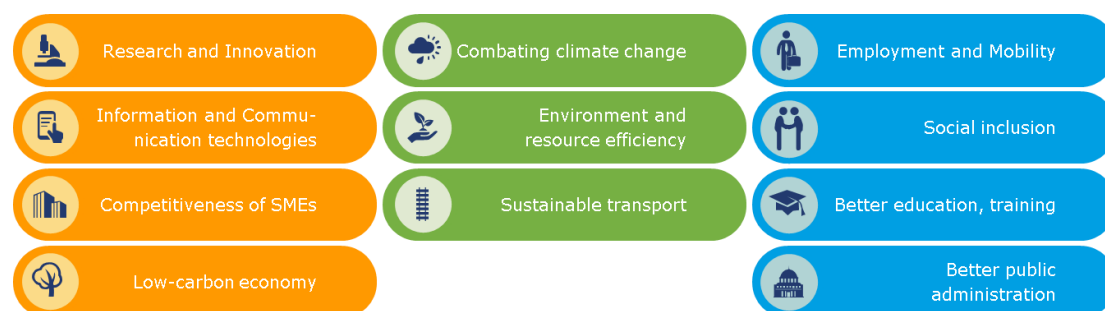 Research and Innovation
Information and Commu-
nication technologies
Competitiveness of SMEs
Low-carbon economy
Combating climate change
Environment and
resource efficiency
Sustainable transport
Employment and Mobility
Social inclusion
Better education, training
Better public
administration